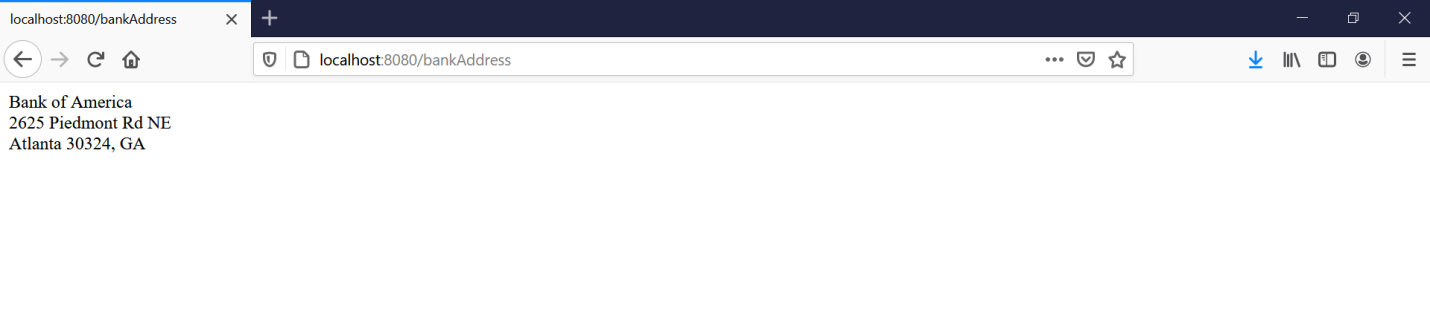 localhost:8080/bankAddress
localhost:8080/bankAddress
Bank of America
2625 Piedmont Rd NE
Atlanta 30324, GA